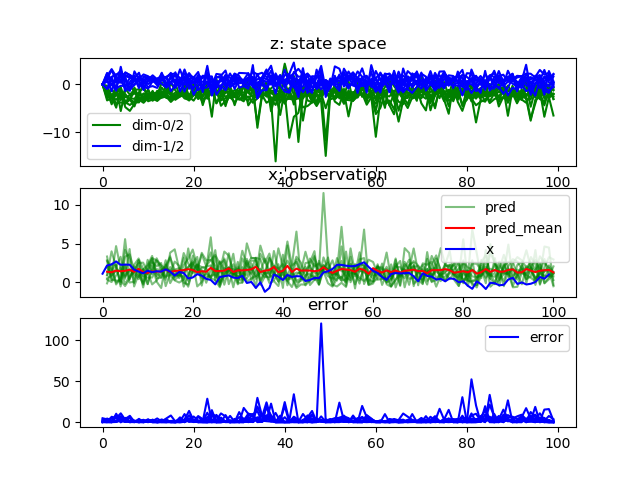 z: state space
0
−10
dim-0/2
dim-1/2
0 20 40 60 80 100
x: observation
10
5
0
pred
pred_mean
x
0 20 40 60 80 100
error
100
50
0
error
0 20 40 60 80 100